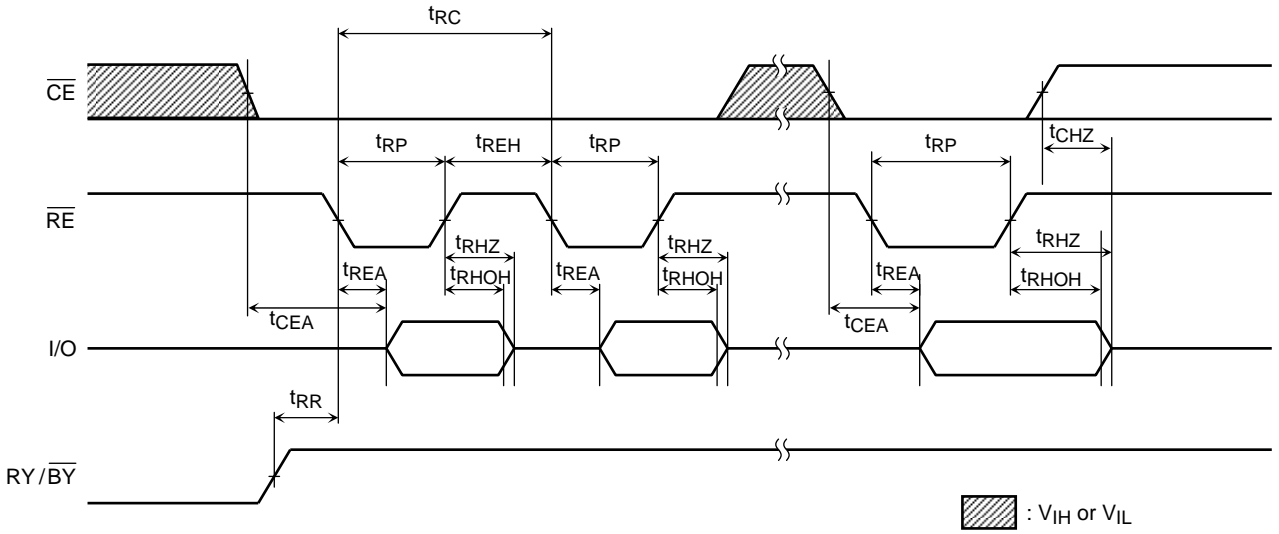 tRC
CE
tCHZ
tRP tREH tRP tRP
RE
tRHZ tRHZ tRHZ
tREA tRHOH tREA tRHOH tREA tRHOH
tCEA tCEA
I/O
tRR
RY/BY
: VIH or VIL